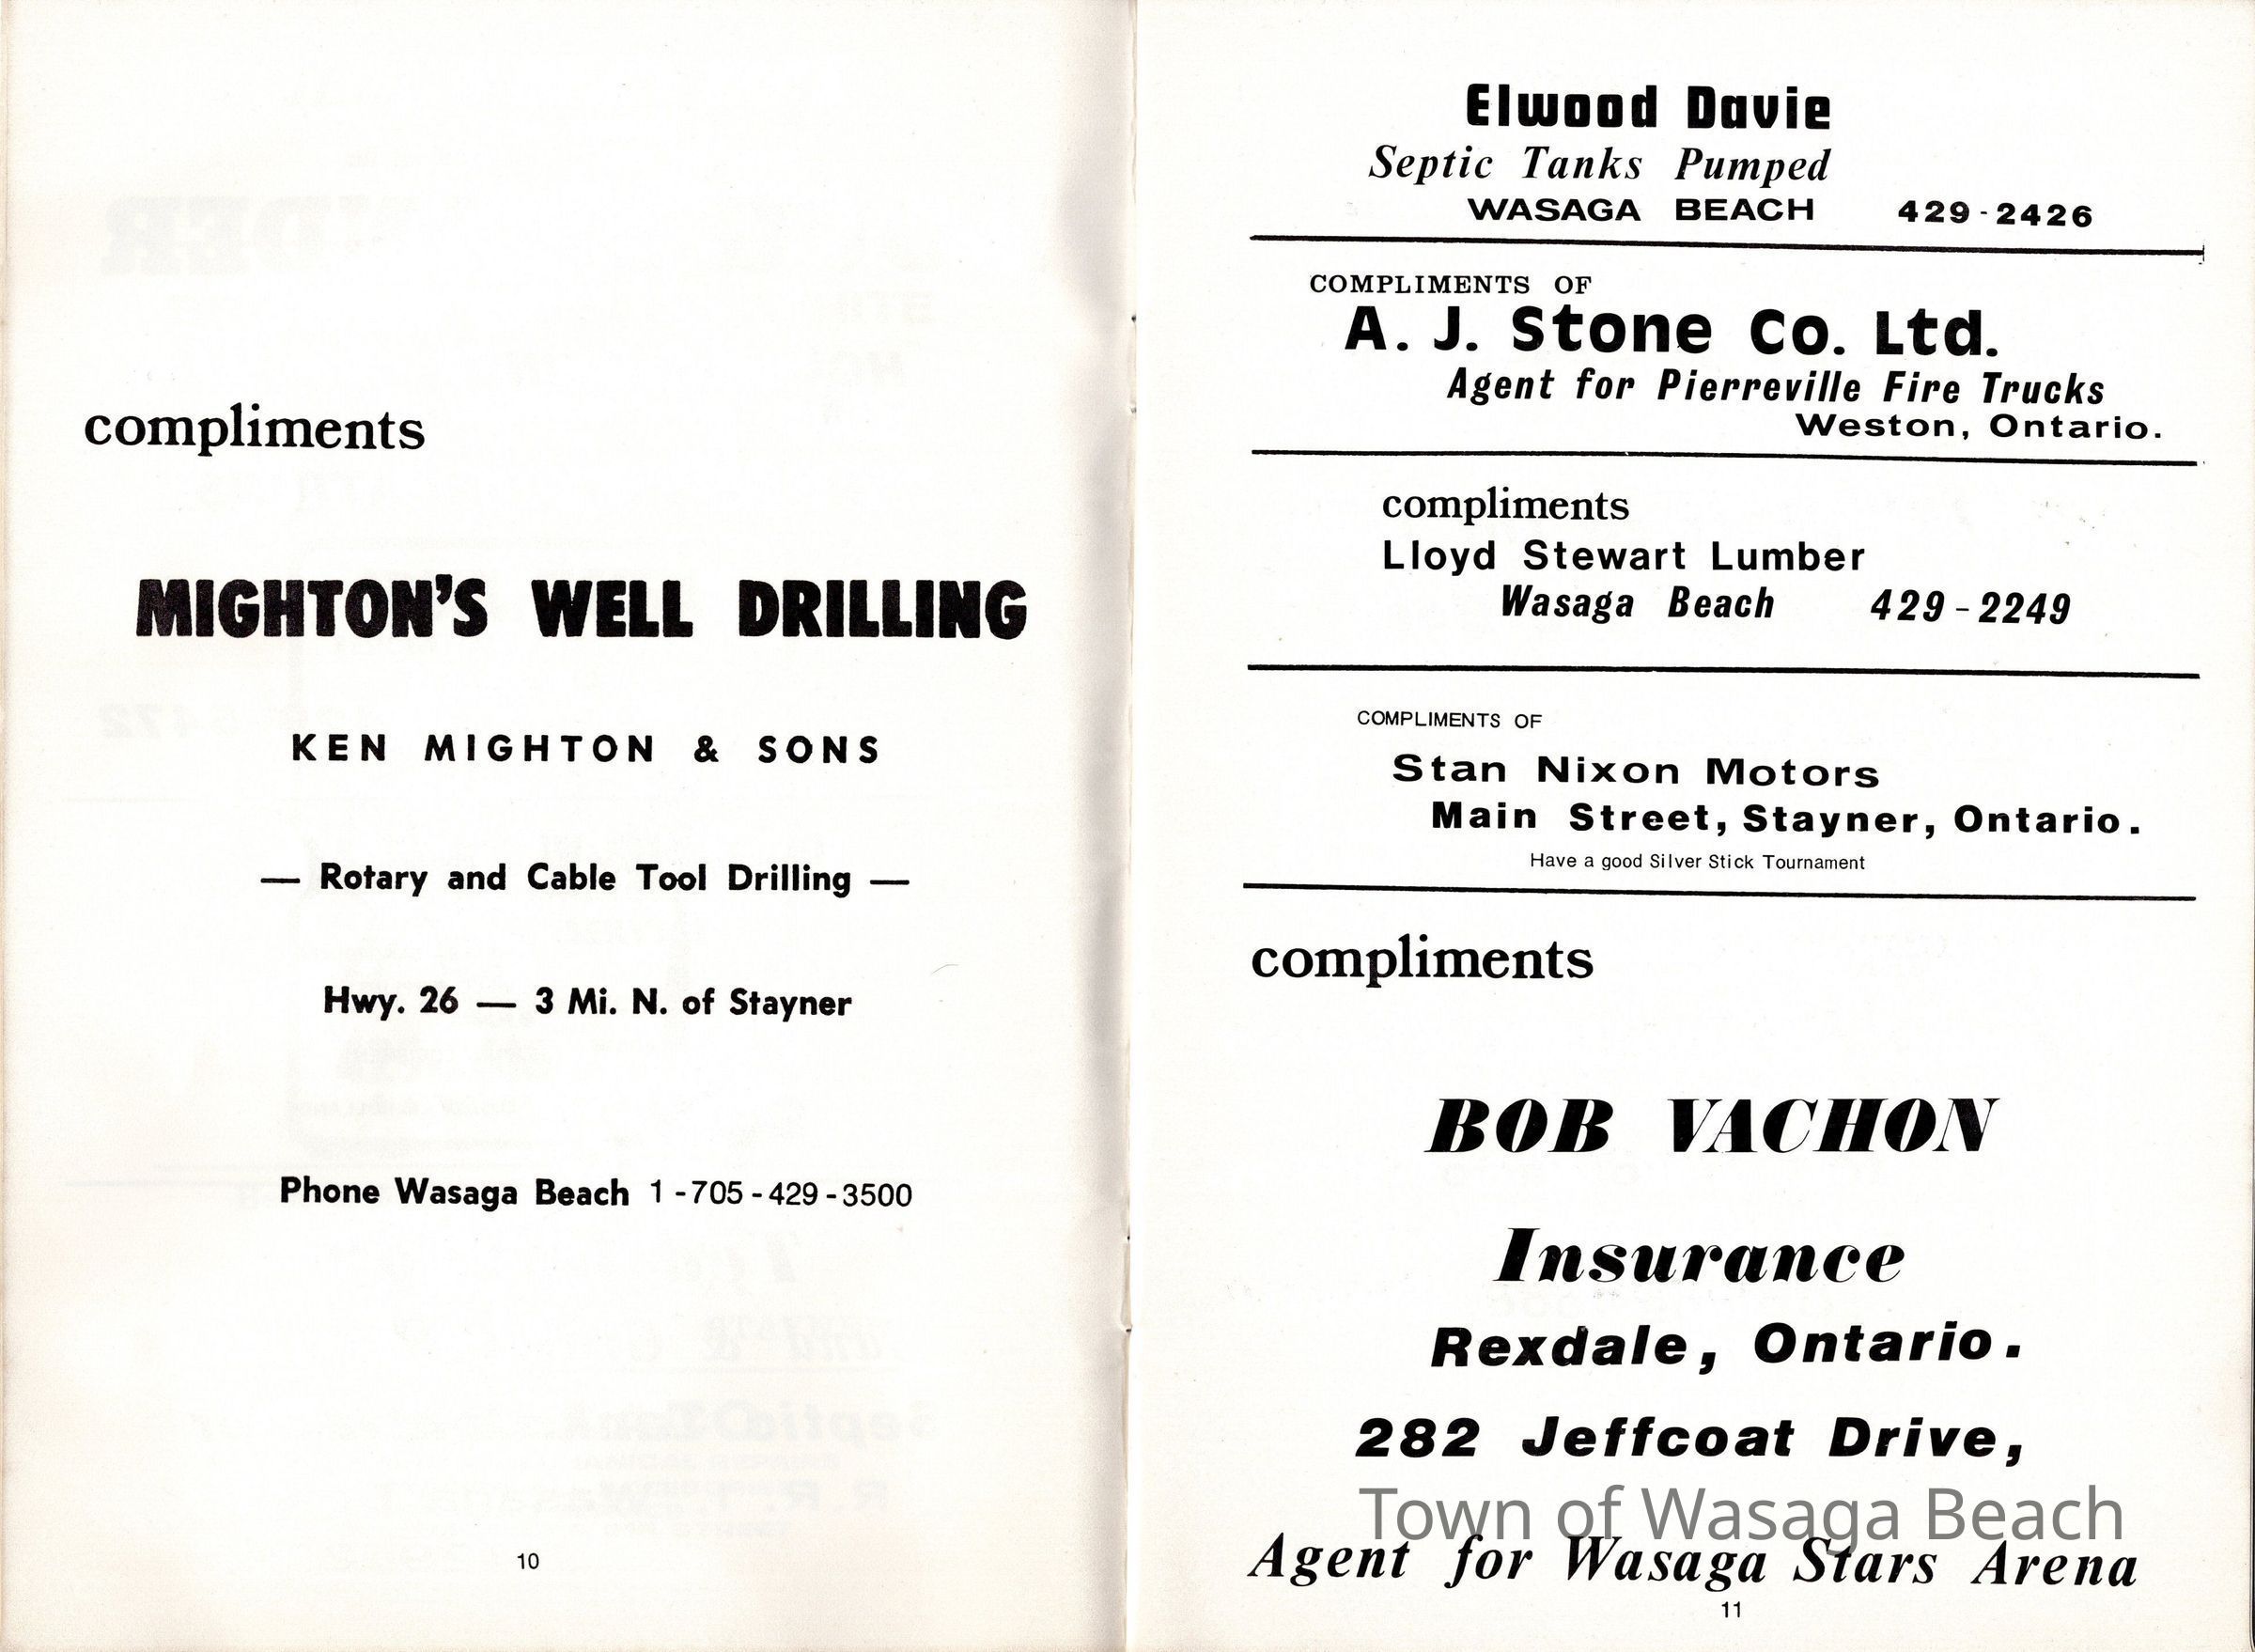 compliments
MIGHTON'S WELL DRILLING
KEN MIGHTON & SONS
— Rotary and Cable Tool Drilling —
Hwy. 26 — 3 Mi. N. of Stayner
Phone Wasaga Beach 1-705-429-3500
10
Elwood Davie
Septic Tanks Pumped
WASAGA BEACH 429-2426
COMPLIMENTS OF
A. J. Stone Co. Ltd.
Agent for Pierreville Fire Trucks
Weston, Ontario.
compliments
Lloyd Stewart Lumber
Wasaga Beach 429-2249
COMPLIMENTS OF
Stan Nixon Motors
Main Street, Stayner, Ontario.
Have a good Silver Stick Tournament
compliments
BOB VACHON
Insurance
Rexdale, Ontario.
282 Jeffcoat Drive,
Town of Wasaga Beach
Agent for Wasaga Stars Arena
11